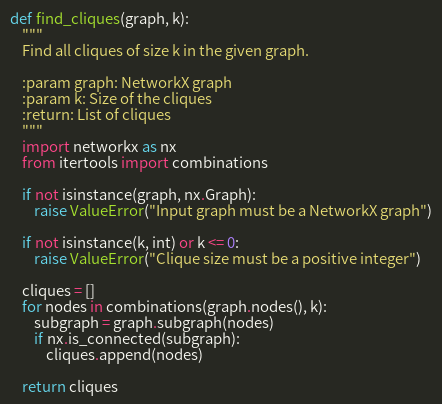 def find_cliques(graph, k):
    """
    Find all cliques of size k in the given graph.

    :param graph: NetworkX graph
    :param k: Size of the cliques
    :return: List of cliques
    """
    import networkx as nx
    from itertools import combinations

    if not isinstance(graph, nx.Graph):
        raise ValueError("Input graph must be a NetworkX graph")

    if not isinstance(k, int) or k <= 0:
        raise ValueError("Clique size must be a positive integer")

    cliques = []
    for nodes in combinations(graph.nodes(), k):
        subgraph = graph.subgraph(nodes)
        if nx.is_connected(subgraph):
            cliques.append(nodes)

    return cliques